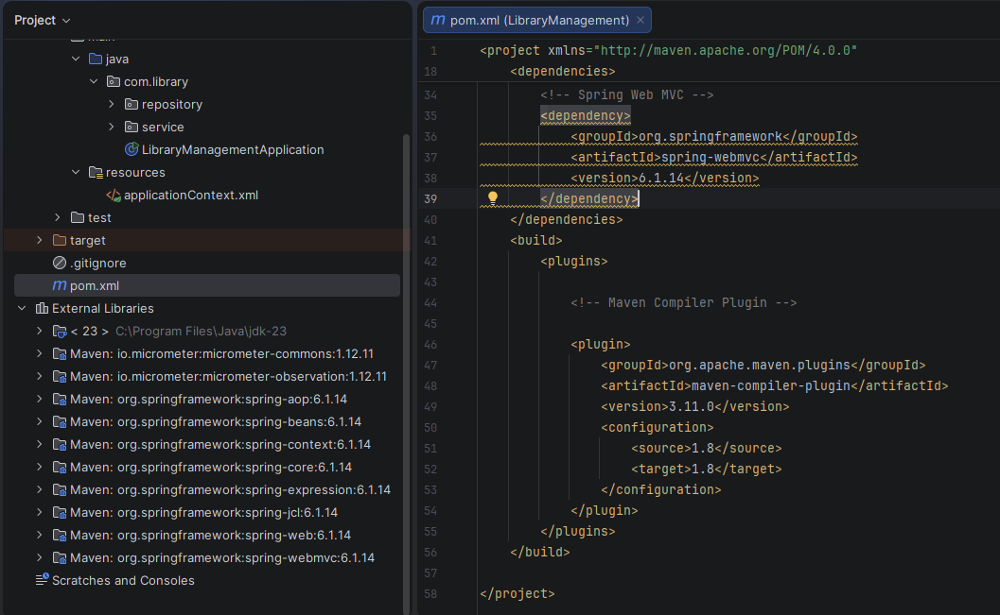 Project
main
java
com.library
repository
service
LibraryManagementApplication
resources
applicationContext.xml
test
target
.gitignore
m pom.xml
External Libraries
< 23 > C:\Program Files\Java\jdk-23
Maven: io.micrometer:micrometer-commons:1.12.11
Maven: io.micrometer:micrometer-observation:1.12.11
Maven: org.springframework:spring-aop:6.1.14
Maven: org.springframework:spring-beans:6.1.14
Maven: org.springframework:spring-context:6.1.14
Maven: org.springframework:spring-core:6.1.14
Maven: org.springframework:spring-expression:6.1.14
Maven: org.springframework:spring-jcl:6.1.14
Maven: org.springframework:spring-web:6.1.14
Maven: org.springframework:spring-webmvc:6.1.14
Scratches and Consoles
m pom.xml (LibraryManagement)
1 <project xmlns="http://maven.apache.org/POM/4.0.0"
18 <dependencies>
34 <!-- Spring Web MVC -->
35 <dependency>
36 <groupId>org.springframework</groupId>
37 <artifactId>spring-webmvc</artifactId>
38 <version>6.1.14</version>
39 </dependency>
40 </dependencies>
41 <build>
42 <plugins>
43
44 <!-- Maven Compiler Plugin -->
45
46 <plugin>
47 <groupId>org.apache.maven.plugins</groupId>
48 <artifactId>maven-compiler-plugin</artifactId>
49 <version>3.11.0</version>
50 <configuration>
51 <source>1.8</source>
52 <target>1.8</target>
53 </configuration>
54 </plugin>
55 </plugins>
56 </build>
57
58 </project>